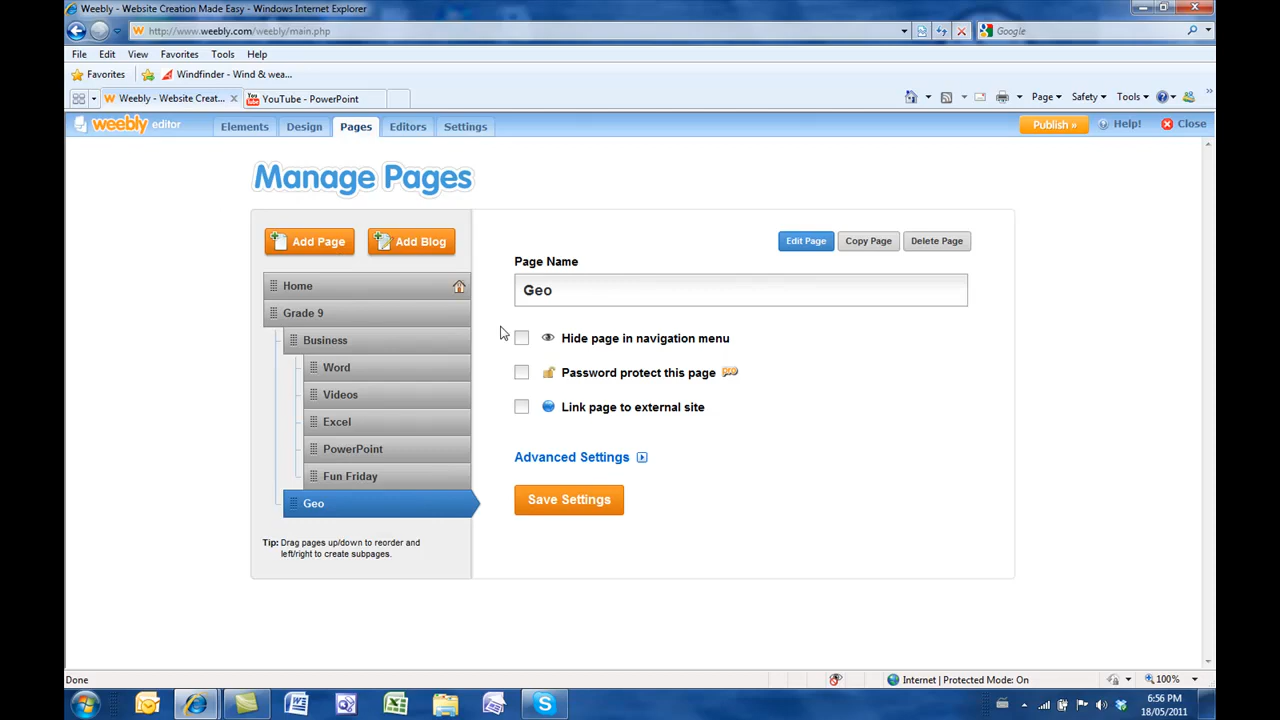 Weebly - Website Creation Made Easy - Windows Internet Explorer
http://www.weebly.com/weebly/main.php
Google
File Edit View Favorites Tools Help
Favorites Windfinder - Wind & wea...
Weebly - Website Creat... YouTube - PowerPoint Page Safety Tools
weebly editor Elements Design Pages Editors Settings Publish » Help! Close
Manage Pages
Add Page Add Blog Edit Page Copy Page Delete Page
Page Name
Geo
Home
Grade 9
Business
Word
Videos
Excel
PowerPoint
Fun Friday
Geo
Tip: Drag pages up/down to reorder and
left/right to create subpages.
Hide page in navigation menu
Password protect this page
Link page to external site
Advanced Settings
Save Settings
Done Internet | Protected Mode: On 100%
6:56 PM
18/05/2011